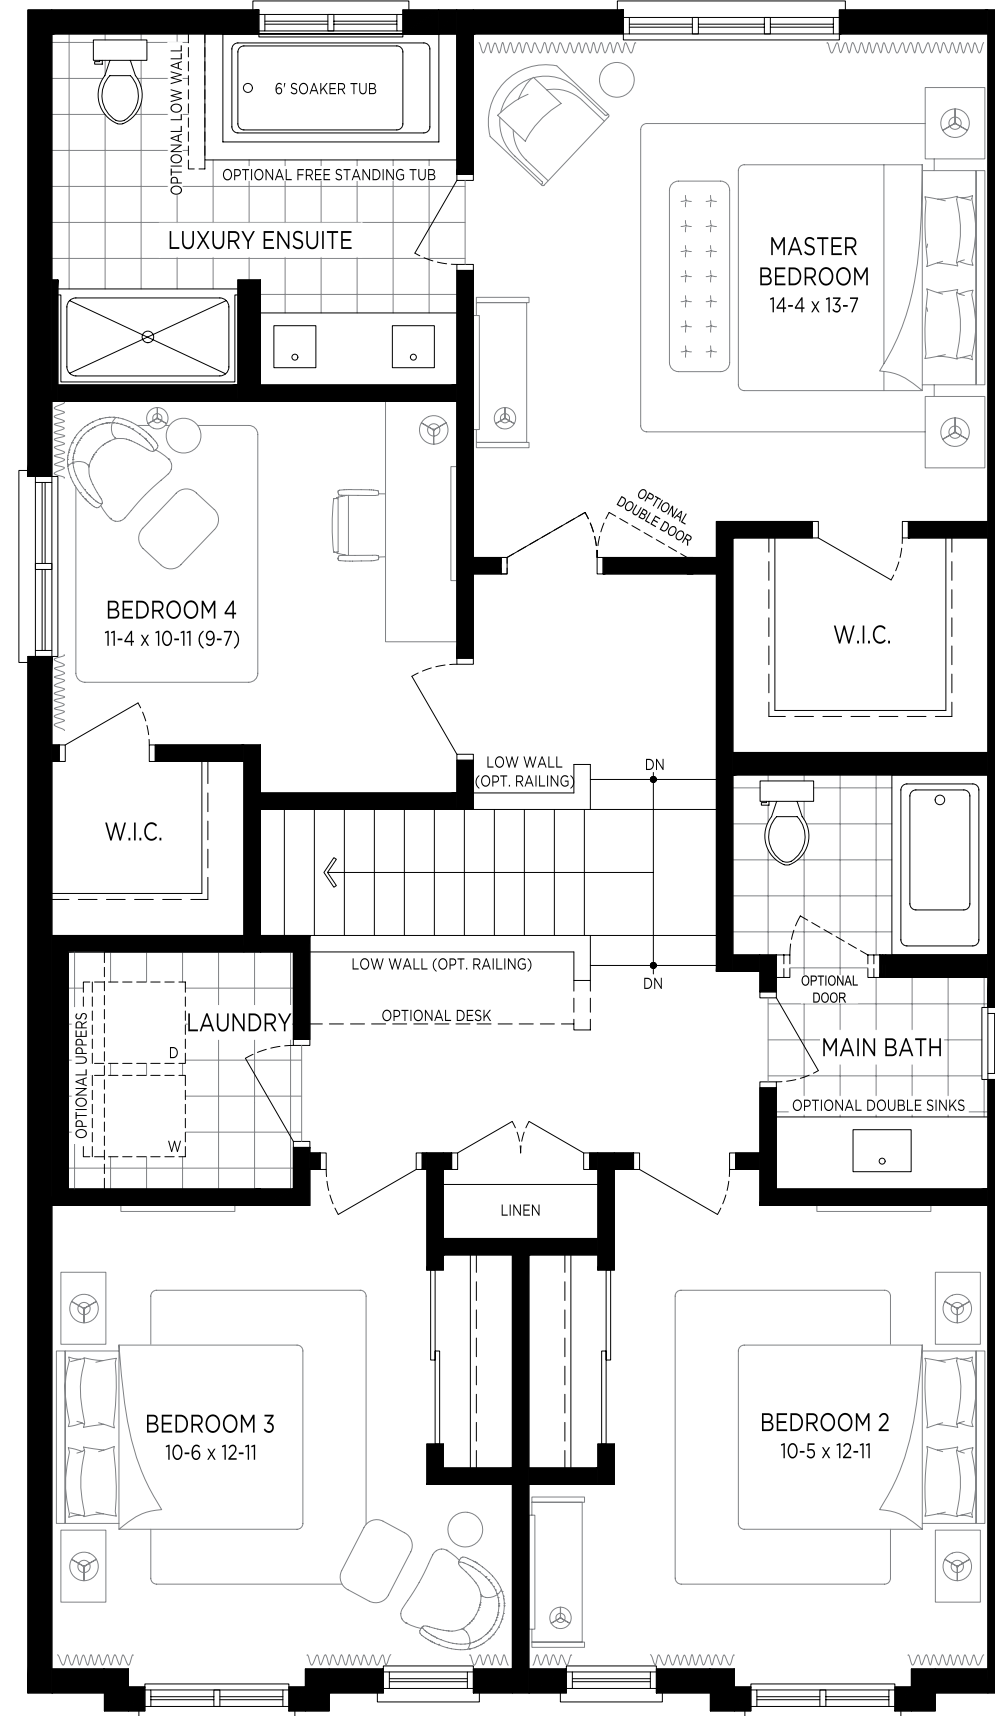 OPTIONAL LOW WALL
6' SOAKER TUB
OPTIONAL FREE STANDING TUB
LUXURY ENSUITE
MASTER
BEDROOM
14-4 x 13-7
OPTIONAL
DOUBLE DOOR
BEDROOM 4
11-4 x 10-11 (9-7)
W.I.C.
LOW WALL
(OPT. RAILING)
DN
W.I.C.
LOW WALL (OPT. RAILING)
DN
OPTIONAL
DOOR
OPTIONAL DESK
LAUNDRY
OPTIONAL UPPERS
D
W
MAIN BATH
OPTIONAL DOUBLE SINKS
LINEN
BEDROOM 3
10-6 x 12-11
BEDROOM 2
10-5 x 12-11